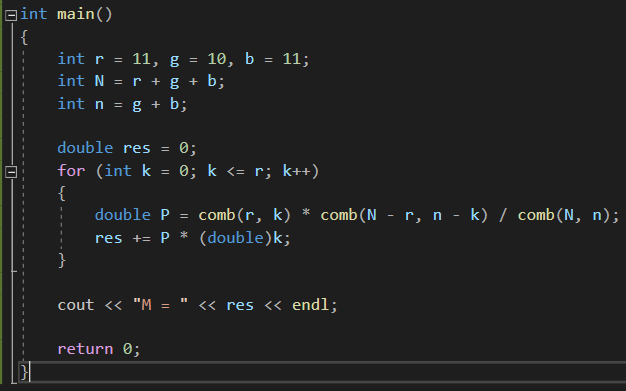 int main()
{
int r = 11, g = 10, b = 11;
int N = r + g + b;
int n = g + b;
double res = 0;
for (int k = 0; k <= r; k++)
{
double P = comb(r, k) * comb(N - r, n - k) / comb(N, n);
res += P * (double)k;
}
cout << "M = " << res << endl;
return 0;
}